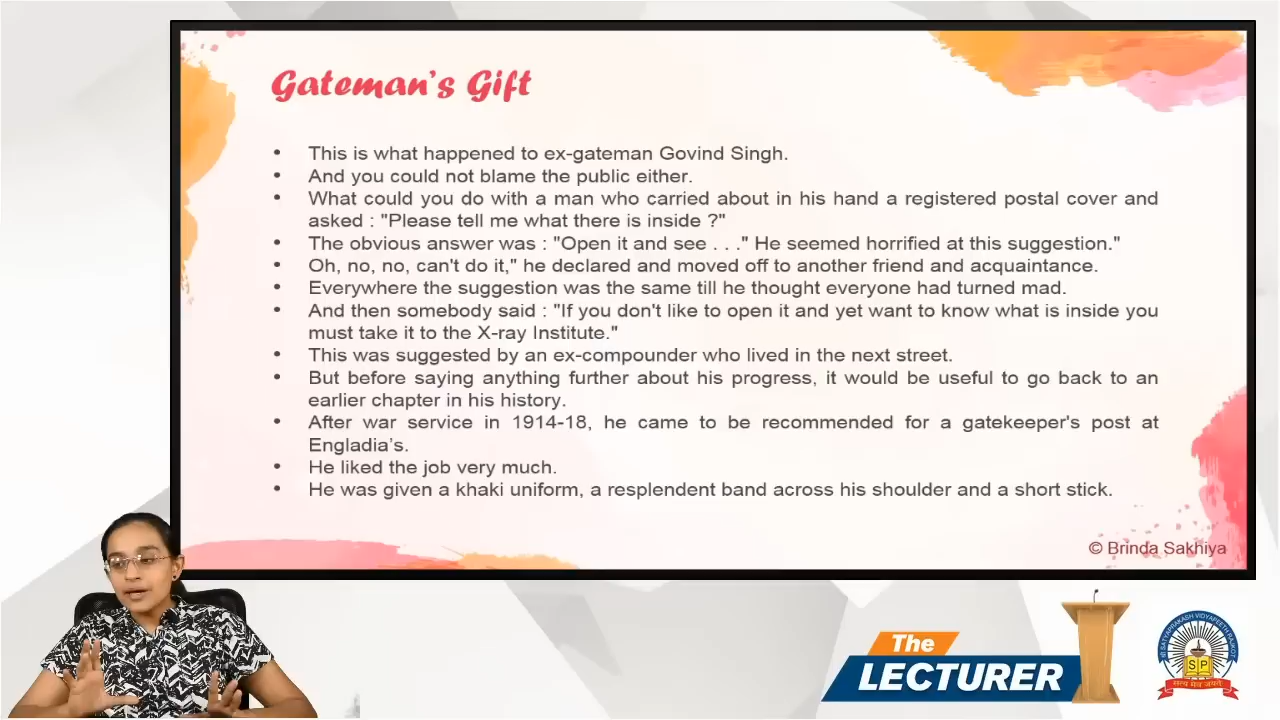 Gateman's Gift
• This is what happened to ex-gateman Govind Singh.
• And you could not blame the public either.
• What could you do with a man who carried about in his hand a registered postal cover and
asked : "Please tell me what there is inside ?"
• The obvious answer was : "Open it and see . . ." He seemed horrified at this suggestion."
• Oh, no, no, can't do it," he declared and moved off to another friend and acquaintance.
• Everywhere the suggestion was the same till he thought everyone had turned mad.
• And then somebody said : "If you don't like to open it and yet want to know what is inside you
must take it to the X-ray Institute."
• This was suggested by an ex-compounder who lived in the next street.
• But before saying anything further about his progress, it would be useful to go back to an
earlier chapter in his history.
• After war service in 1914-18, he came to be recommended for a gatekeeper's post at
Engladia's.
• He liked the job very much.
• He was given a khaki uniform, a resplendent band across his shoulder and a short stick.
© Brinda Sakhiya
The
LECTURER
SATYAPRAKASH VIDYAPEETH RAJKOT
SP
सत्य मेव जयते